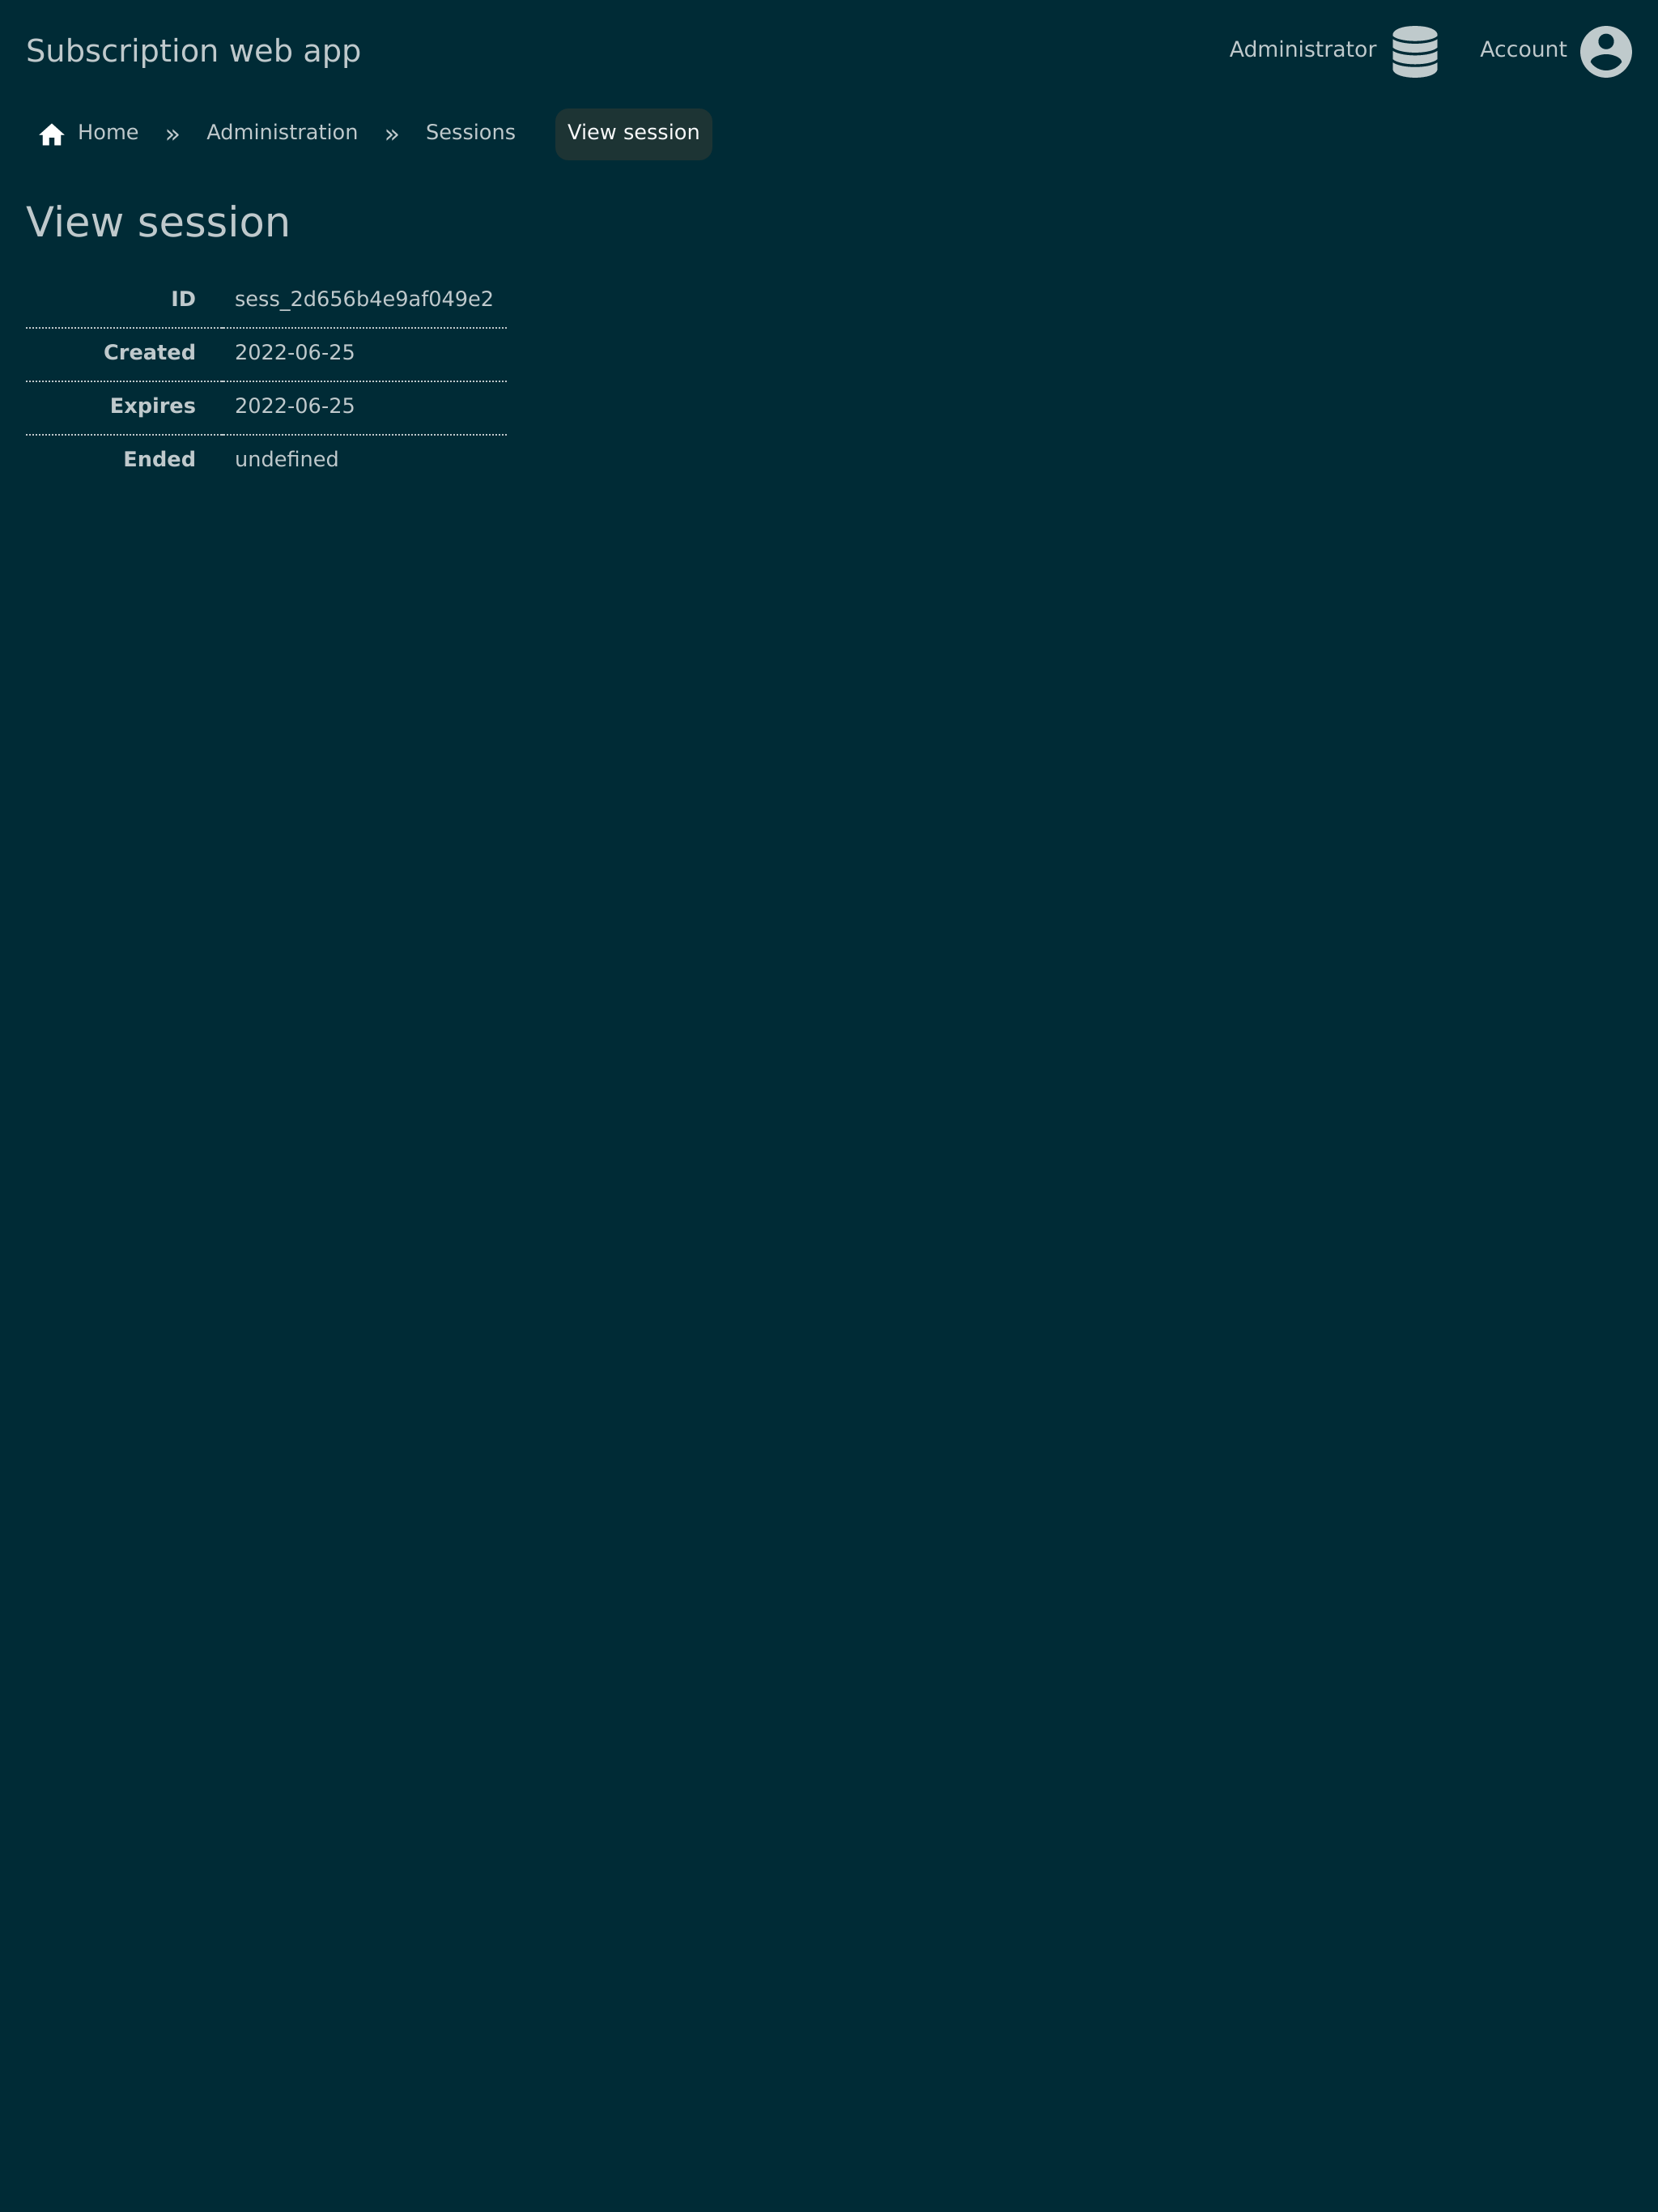 Subscription web app Administrator Account
Home » Administration » Sessions View session
View session
ID sess_2d656b4e9af049e2
Created 2022-06-25
Expires 2022-06-25
Ended undefined